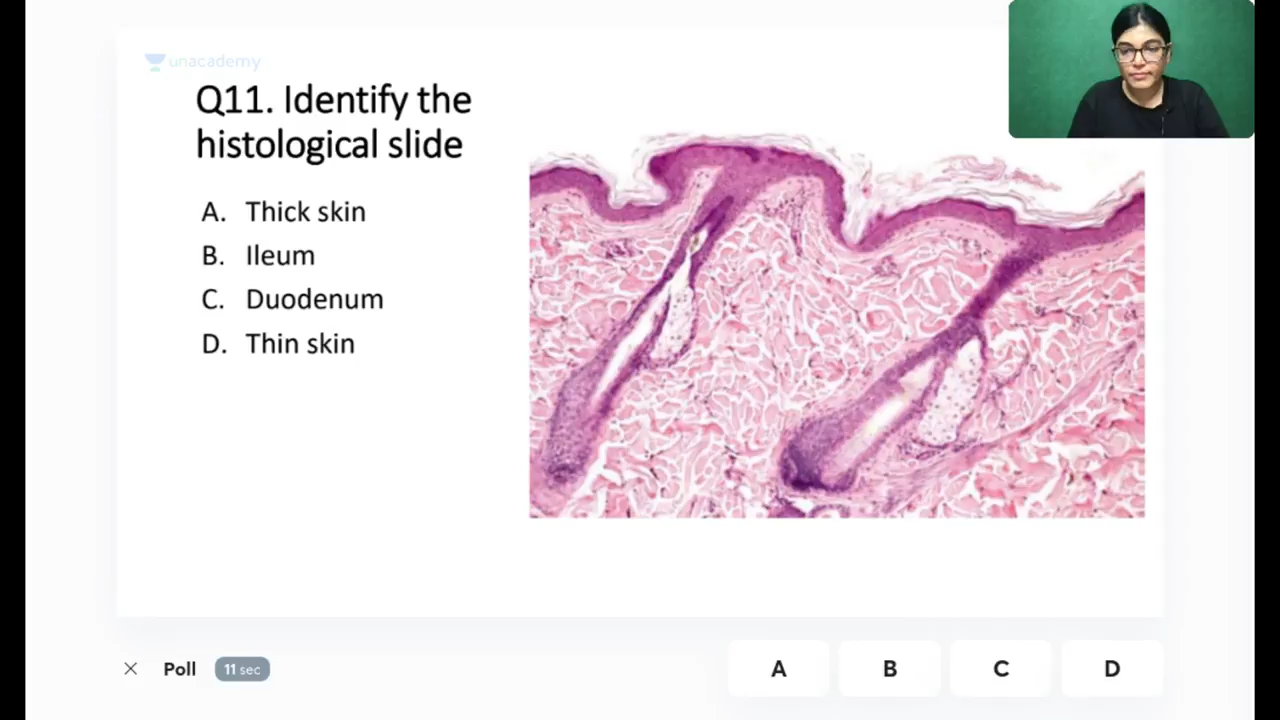 unacademy
Q11. Identify the
histological slide
A. Thick skin
B. Ileum
C. Duodenum
D. Thin skin
Poll 11 sec A B C D